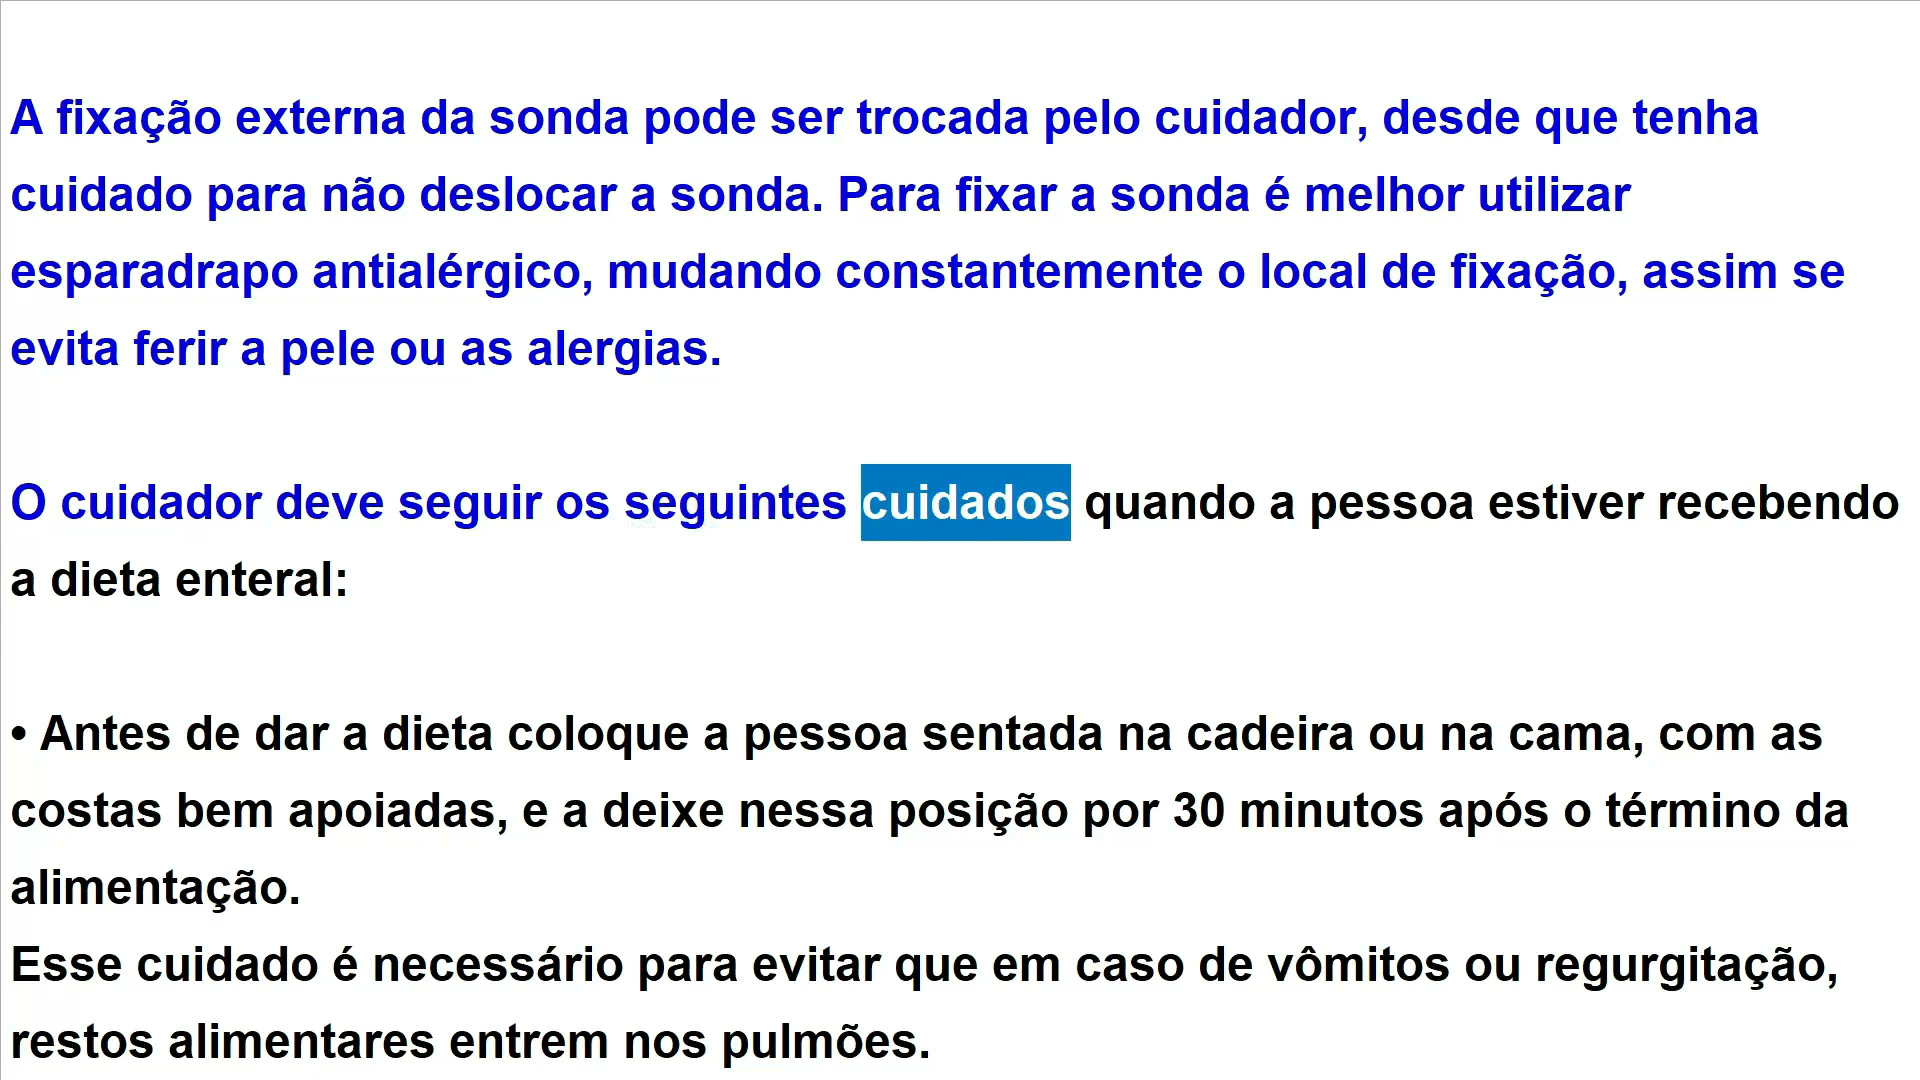 A fixação externa da sonda pode ser trocada pelo cuidador, desde que tenha
cuidado para não deslocar a sonda. Para fixar a sonda é melhor utilizar
esparadrapo antialérgico, mudando constantemente o local de fixação, assim se
evita ferir a pele ou as alergias.
O cuidador deve seguir os seguintes cuidados quando a pessoa estiver recebendo
a dieta enteral:
• Antes de dar a dieta coloque a pessoa sentada na cadeira ou na cama, com as
costas bem apoiadas, e a deixe nessa posição por 30 minutos após o término da
alimentação.
Esse cuidado é necessário para evitar que em caso de vômitos ou regurgitação,
restos alimentares entrem nos pulmões.